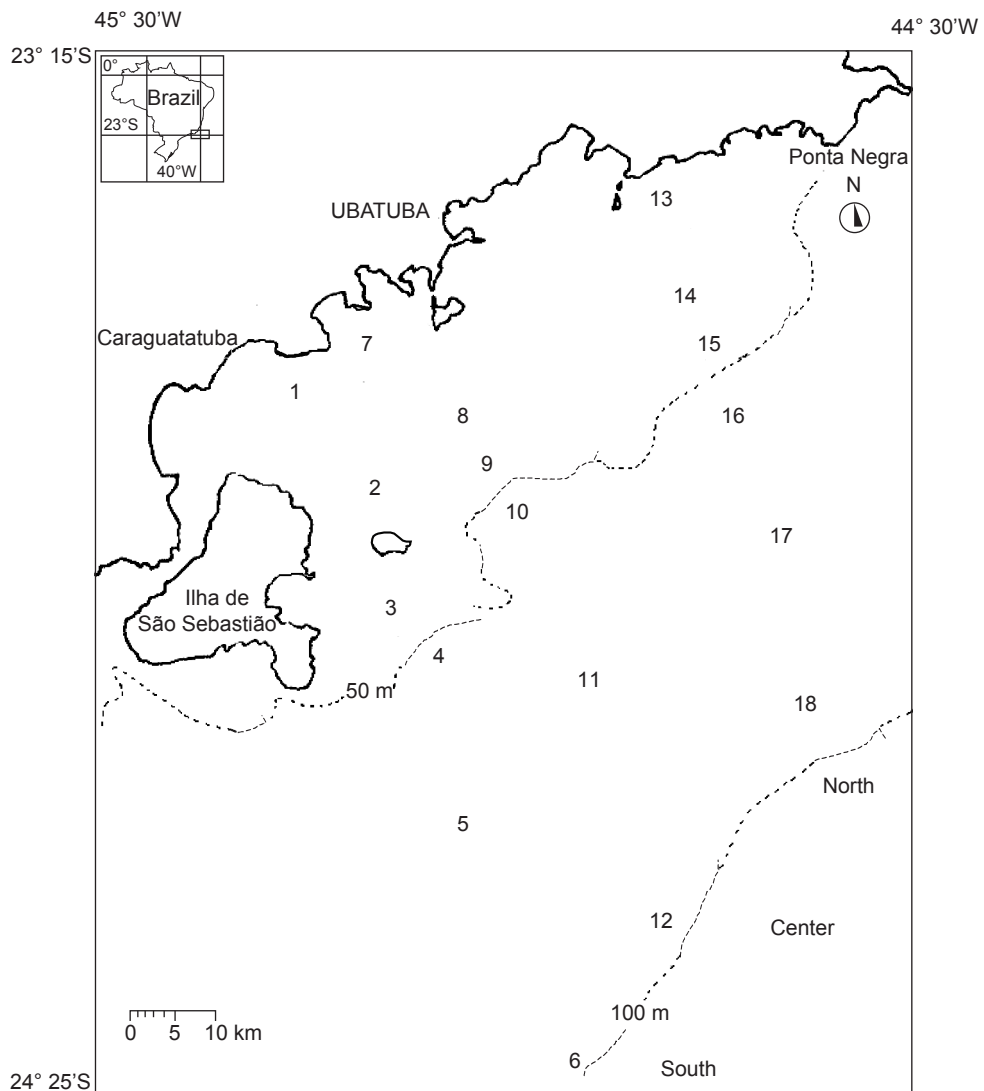 45° 30'W
44° 30'W
23° 15'S
0°
Brazil
23°S
40°W
Ponta Negra
N
UBATUBA
13
14
Caraguatatuba
7
15
1
8
16
9
2
10
17
Ilha de
São Sebastião
3
4
11
50 m
18
North
5
12
Center
100 m
0 5 10 km
6
South
24° 25'S